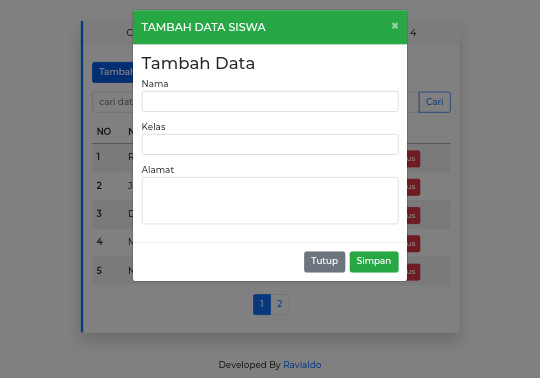 TAMBAH DATA SISWA ×
Tambah Data
Nama
Kelas
Alamat
Tutup Simpan
C 4
Tambah
cari dat Cari
NO N
1 R us
2 J us
3 D us
4 M us
5 N us
1 2
Developed By Ravialdo